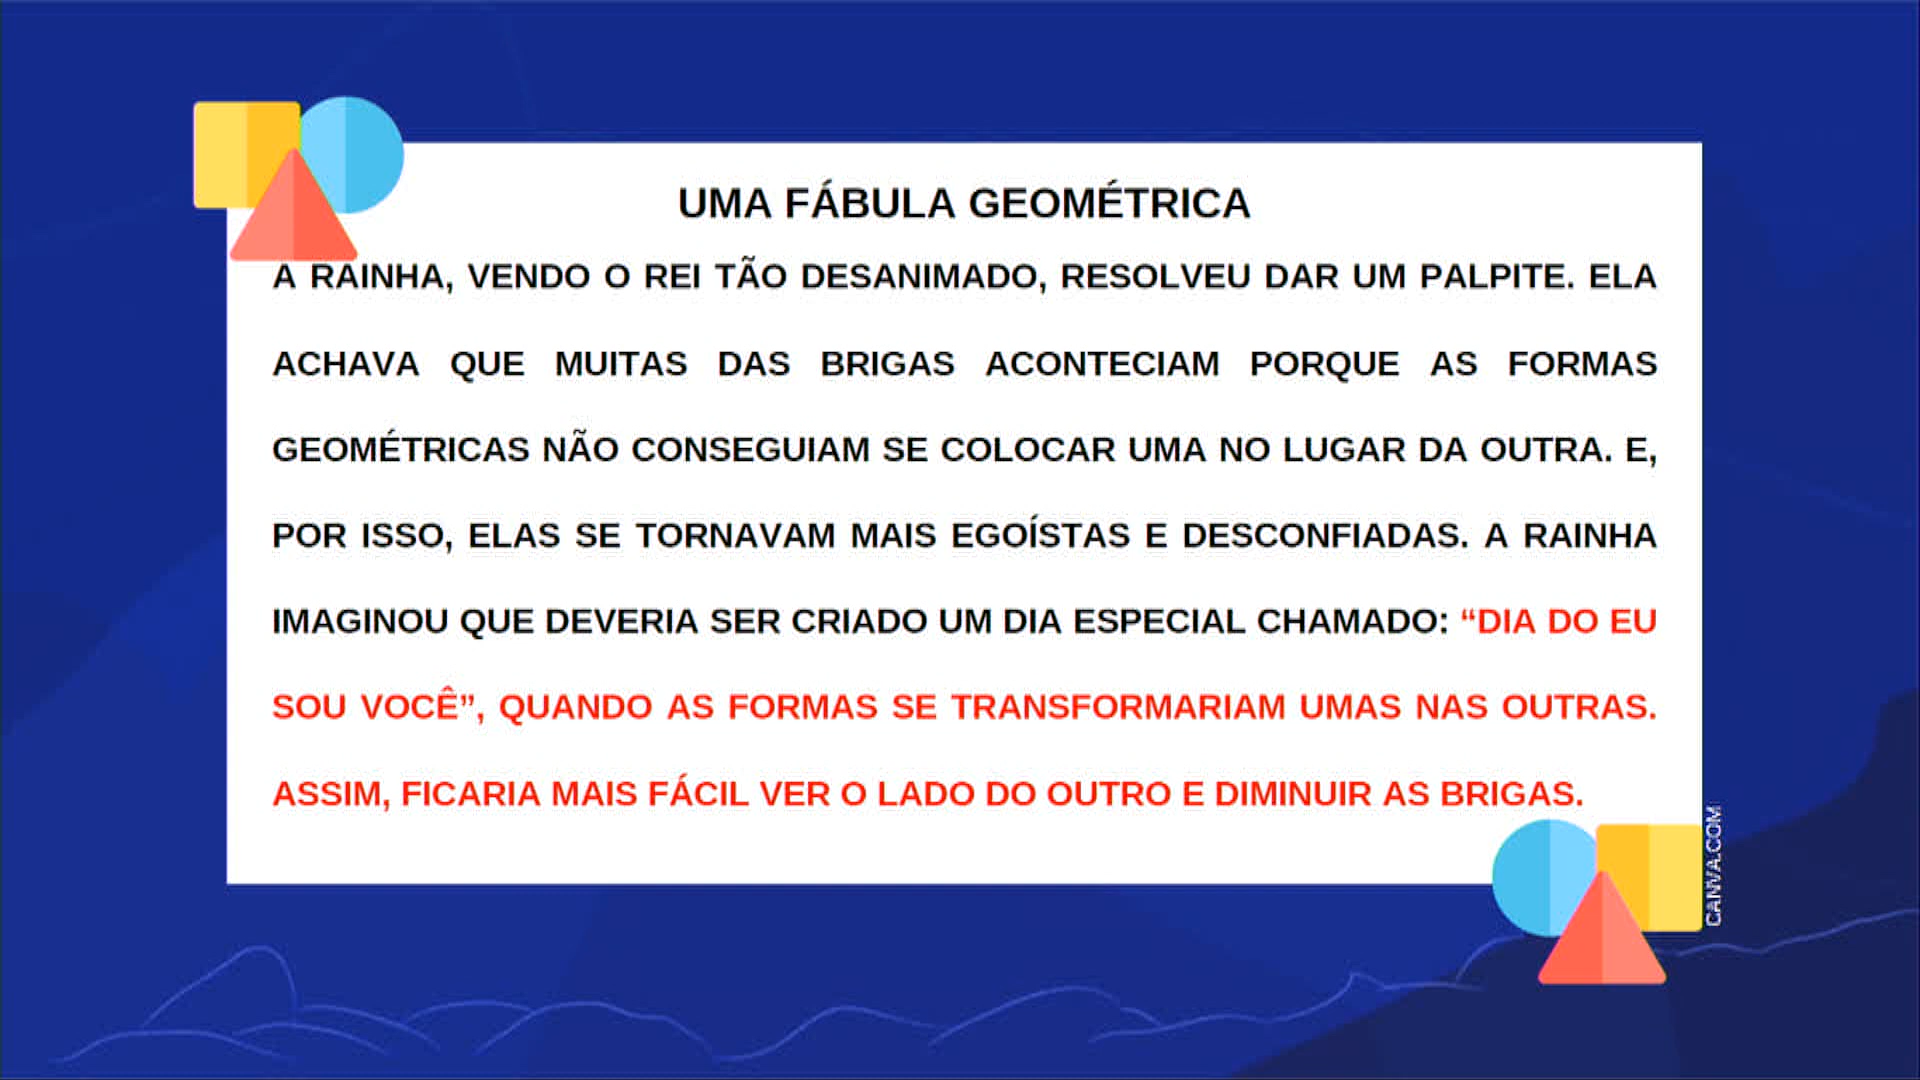 UMA FÁBULA GEOMÉTRICA
A RAINHA, VENDO O REI TÃO DESANIMADO, RESOLVEU DAR UM PALPITE. ELA
ACHAVA QUE MUITAS DAS BRIGAS ACONTECIAM PORQUE AS FORMAS
GEOMÉTRICAS NÃO CONSEGUIAM SE COLOCAR UMA NO LUGAR DA OUTRA. E,
POR ISSO, ELAS SE TORNAVAM MAIS EGOÍSTAS E DESCONFIADAS. A RAINHA
IMAGINOU QUE DEVERIA SER CRIADO UM DIA ESPECIAL CHAMADO: “DIA DO EU
SOU VOCÊ”, QUANDO AS FORMAS SE TRANSFORMARIAM UMAS NAS OUTRAS.
ASSIM, FICARIA MAIS FÁCIL VER O LADO DO OUTRO E DIMINUIR AS BRIGAS.
CANVA.COM